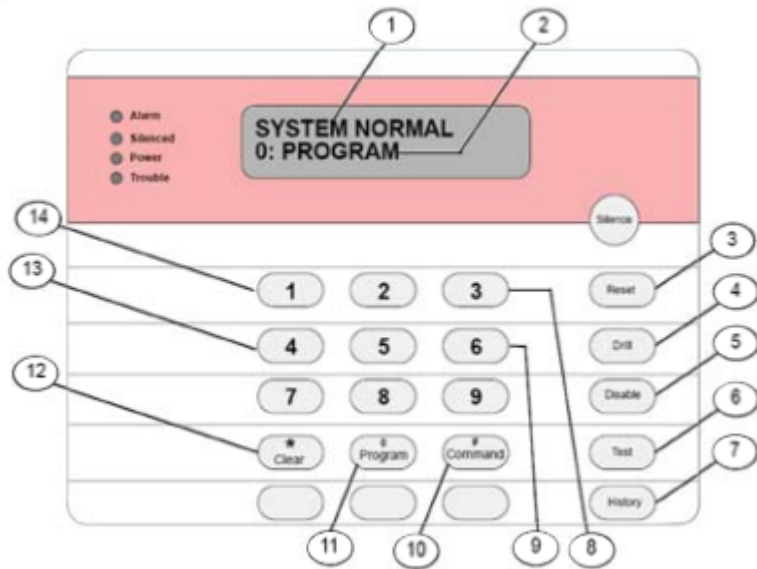 1 2
Alarm
Silenced
Power
Trouble
SYSTEM NORMAL
0: PROGRAM
Silence
14
13
12
1 2 3
4 5 6
7 8 9
* Clear
0 Program
# Command
Reset
Drill
Disable
Test
History
3
4
5
6
7
11 10 9 8